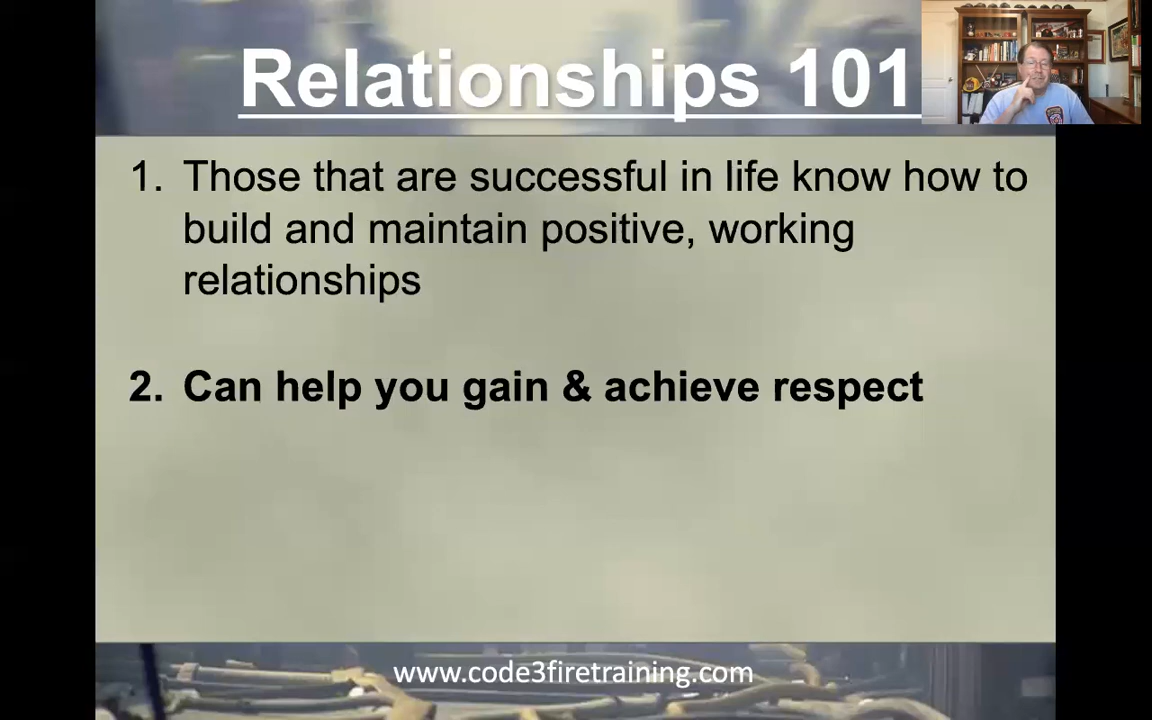 Relationships 101
1. Those that are successful in life know how to
build and maintain positive, working
relationships
2. Can help you gain & achieve respect
www.code3firetraining.com